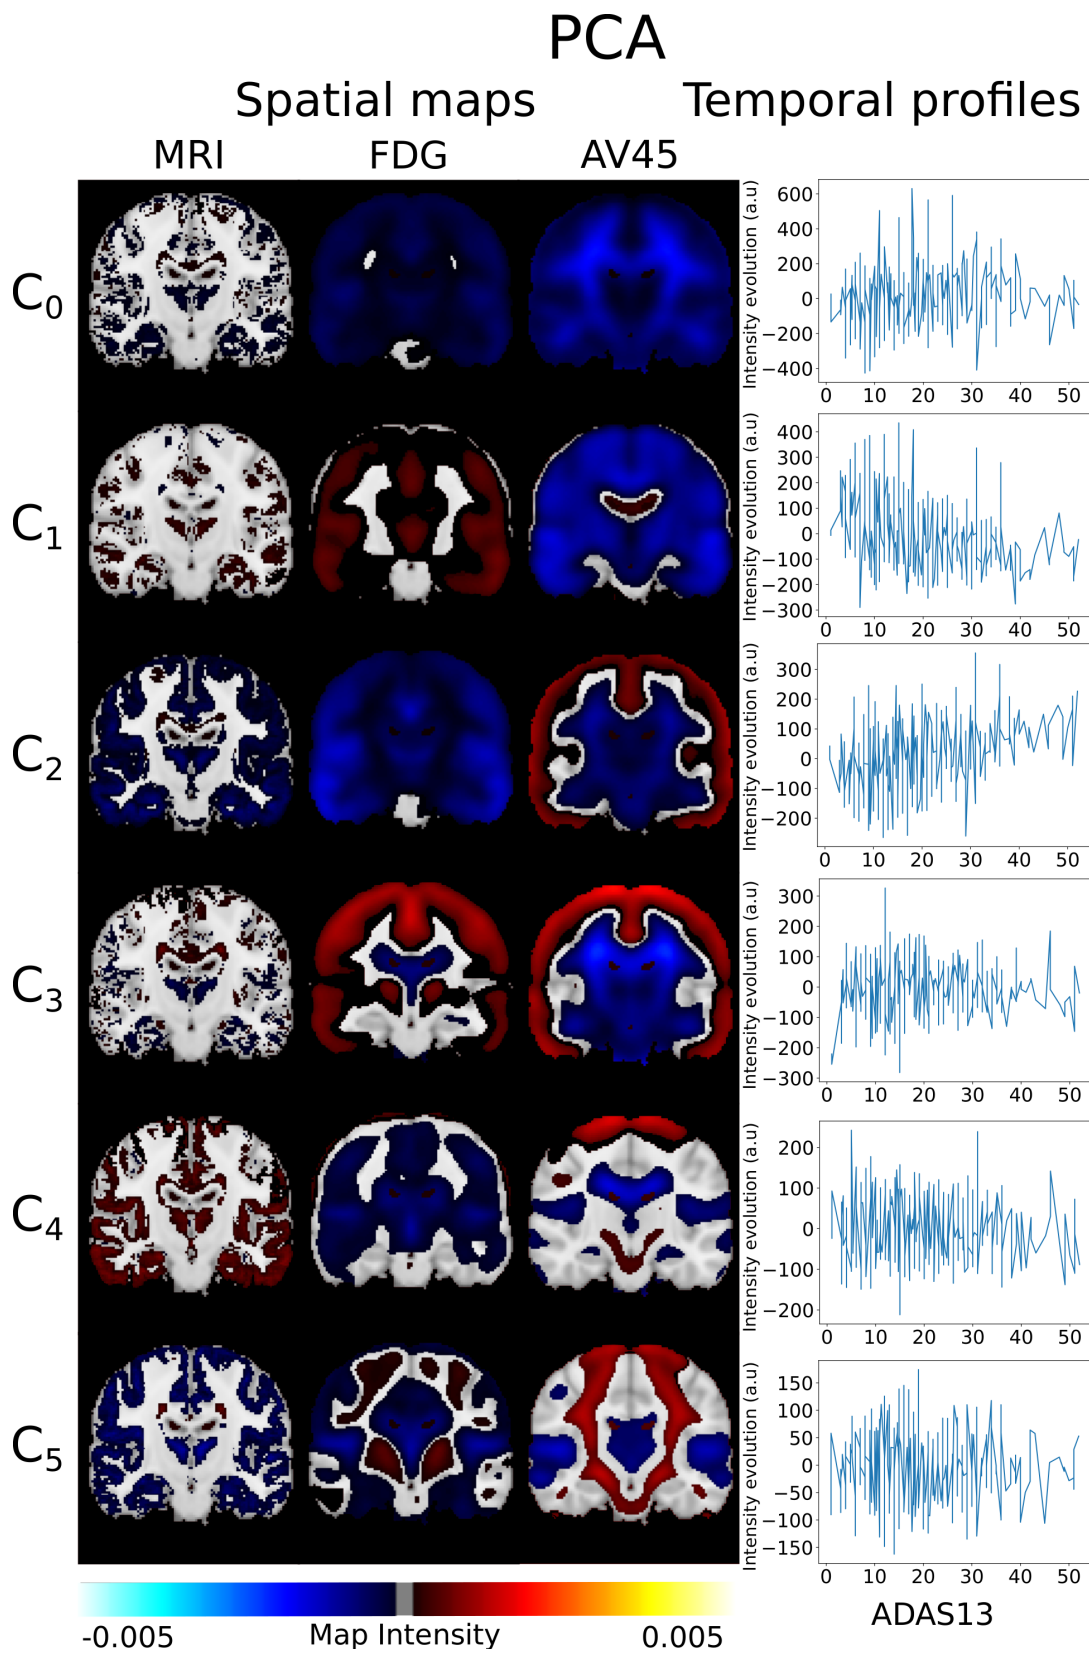 PCA
Spatial maps Temporal profiles
MRI FDG AV45
C0
Intensity evolution (a.u)
600
400
200
0
−200
−400
0 10 20 30 40 50
C1
Intensity evolution (a.u)
400
300
200
100
0
−100
−200
−300
0 10 20 30 40 50
C2
Intensity evolution (a.u)
300
200
100
0
−100
−200
0 10 20 30 40 50
C3
Intensity evolution (a.u)
300
200
100
0
−100
−200
−300
0 10 20 30 40 50
C4
Intensity evolution (a.u)
200
100
0
−100
−200
0 10 20 30 40 50
C5
Intensity evolution (a.u)
150
100
50
0
−50
−100
−150
0 10 20 30 40 50
ADAS13
-0.005 Map Intensity 0.005